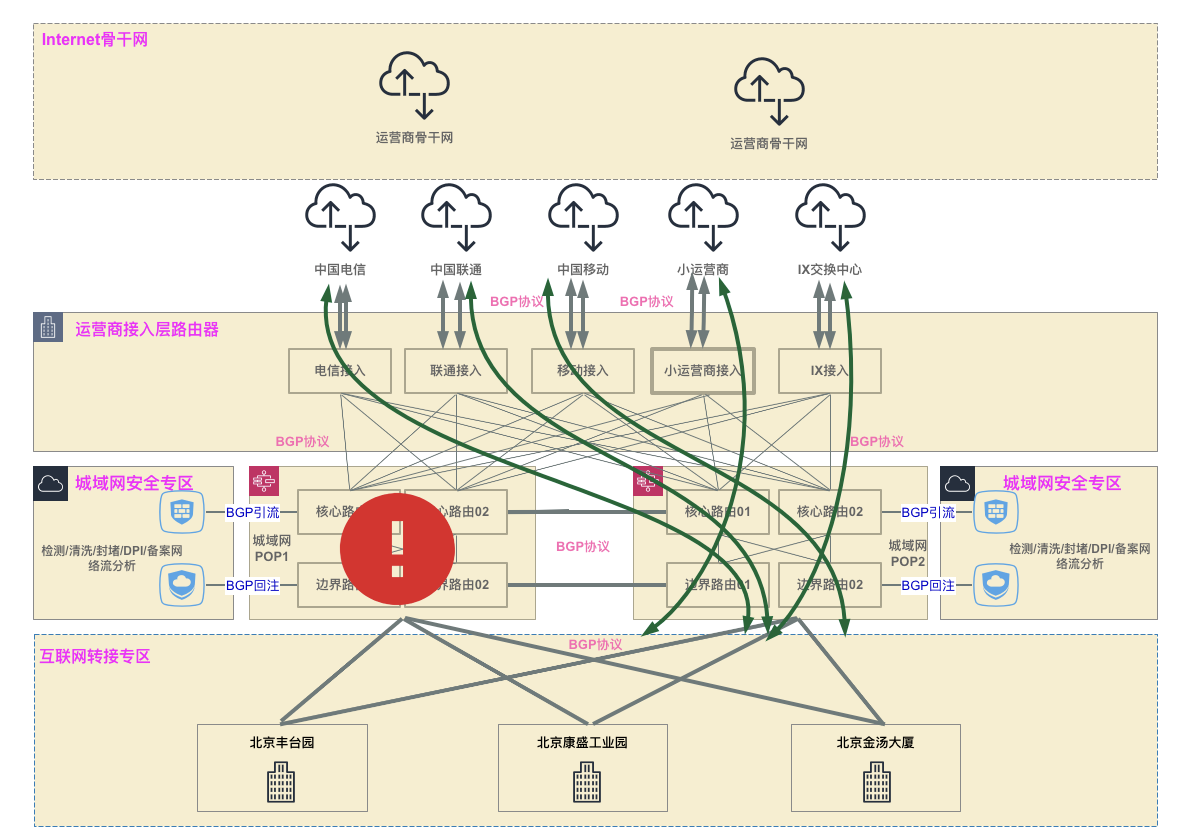 Internet骨干网
运营商骨干网
运营商骨干网
中国电信
中国联通
中国移动
小运营商
IX交换中心
BGP协议
BGP协议
运营商接入层路由器
电信接入
联通接入
移动接入
小运营商接入
IX接入
BGP协议
BGP协议
城域网安全专区
城域网安全专区
核心路
心路由02
核心路由01
核心路由02
BGP引流
BGP引流
检测/清洗/封堵/DPI/备案网
络流分析
城域网
POP1
BGP协议
城域网
POP2
检测/清洗/封堵/DPI/备案网
络流分析
BGP回注
边界路
界路由02
边界路由01
边界路由02
BGP回注
BGP协议
互联网转接专区
北京丰台园
北京康盛工业园
北京金汤大厦